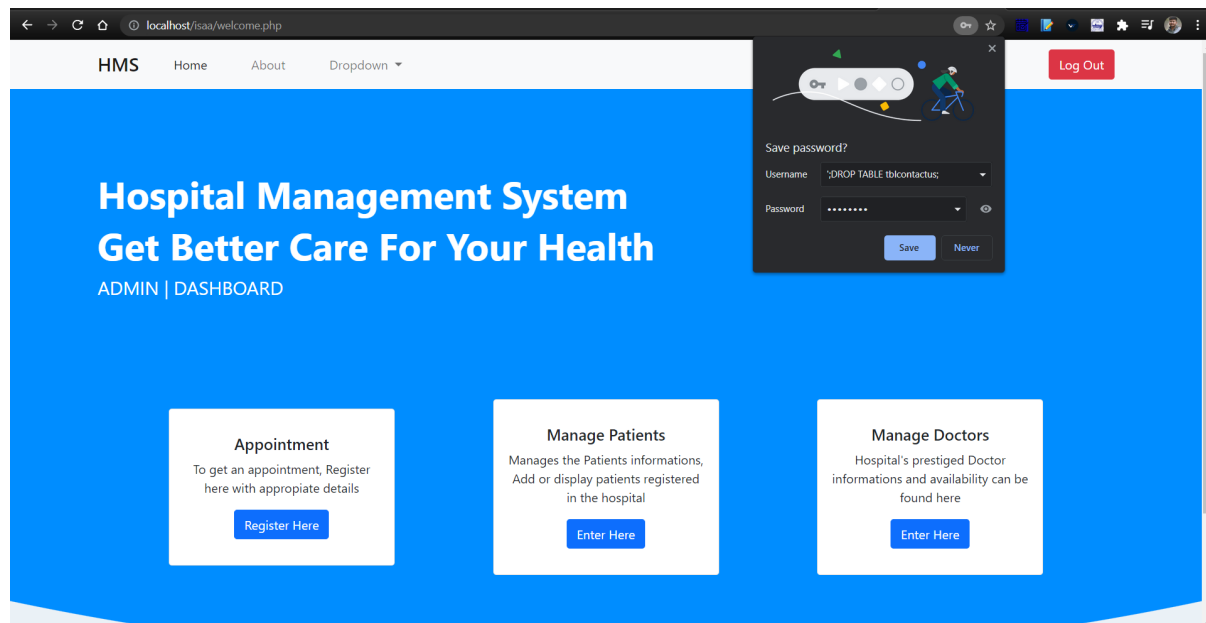 localhost/isaa/welcome.php
HMS Home About Dropdown Log Out
Save password?
Username ';DROP TABLE tblcontactus;
Password ••••••••
Save Never
Hospital Management System
Get Better Care For Your Health
ADMIN | DASHBOARD
Appointment
To get an appointment, Register
here with appropiate details
Register Here
Manage Patients
Manages the Patients informations,
Add or display patients registered
in the hospital
Enter Here
Manage Doctors
Hospital's prestiged Doctor
informations and availability can be
found here
Enter Here